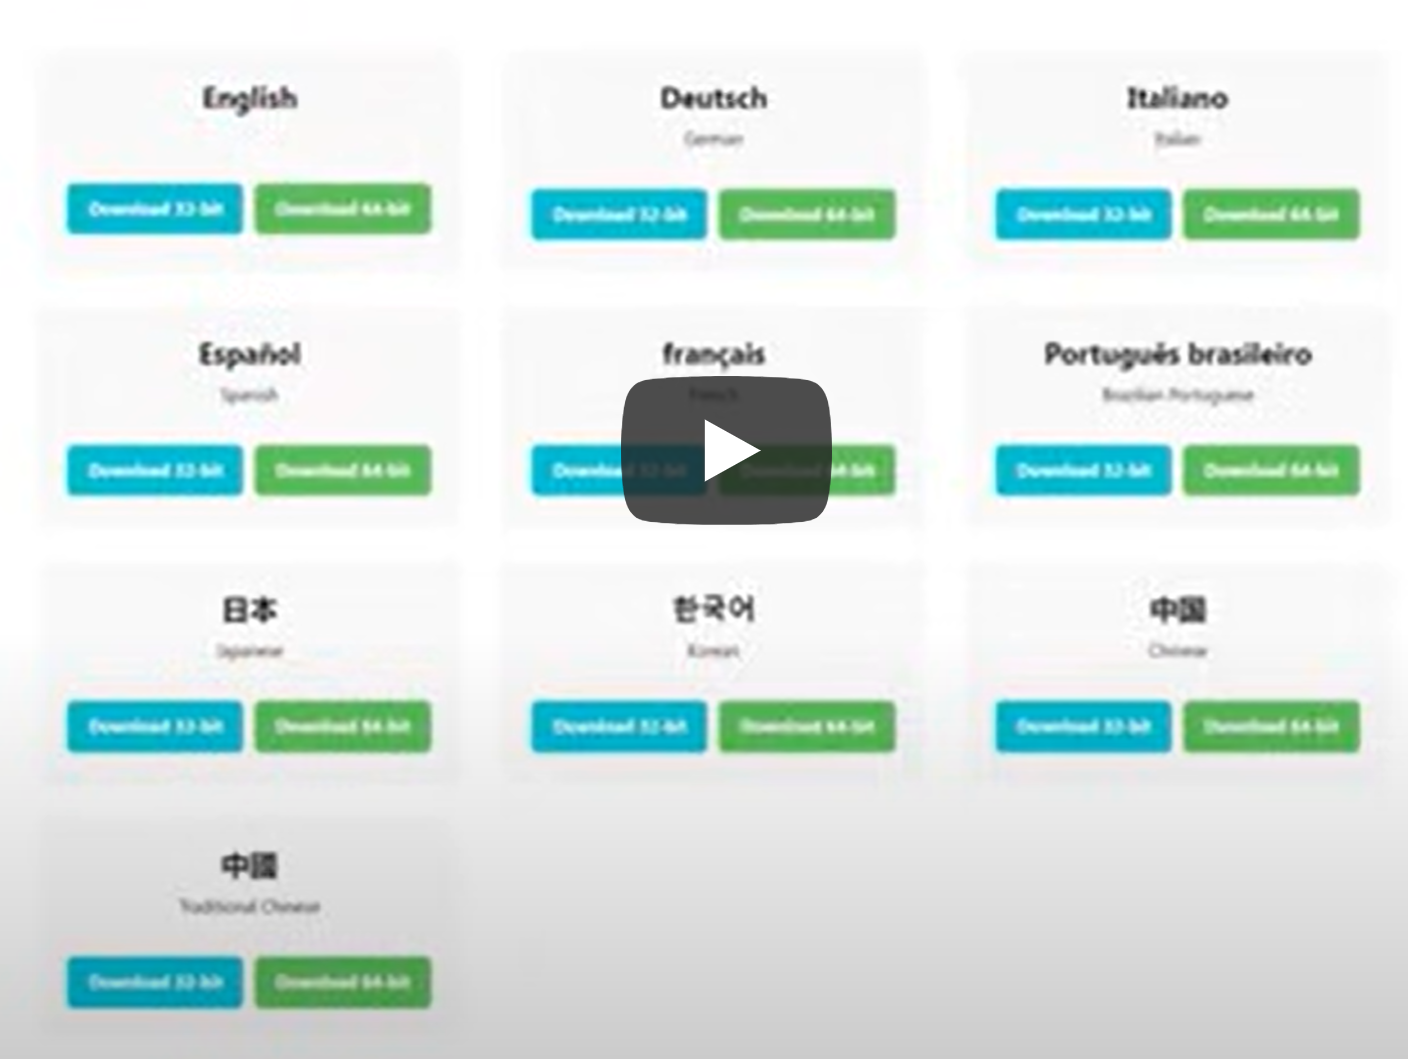 English
Deutsch
Italiano
German
Italian
Download 32-bit
Download 64-bit
Download 32-bit
Download 64-bit
Download 32-bit
Download 64-bit
Español
français
Português brasileiro
Spanish
French
Brazilian Portuguese
Download 32-bit
Download 64-bit
Download 32-bit
Download 64-bit
Download 32-bit
Download 64-bit
日本
한국어
中国
Japanese
Korean
Chinese
Download 32-bit
Download 64-bit
Download 32-bit
Download 64-bit
Download 32-bit
Download 64-bit
中國
Traditional Chinese
Download 32-bit
Download 64-bit